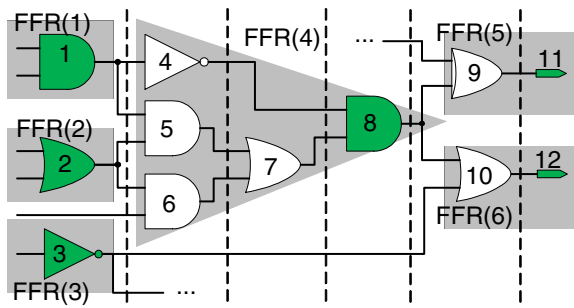 FFR(1)
1
FFR(2)
2
3
FFR(3)
...
4
5
6
7
FFR(4)
8
...
FFR(5)
9
11
10
12
FFR(6)